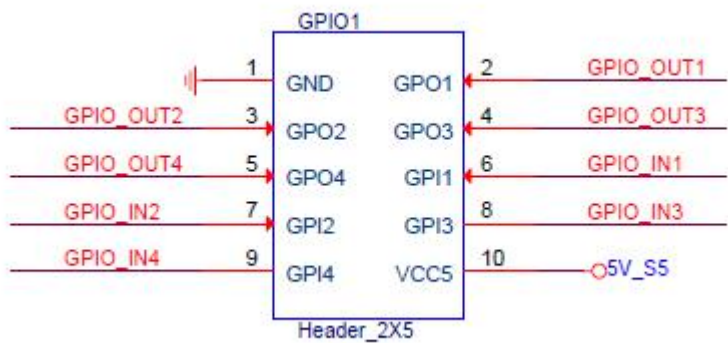 GPIO1
1 GND GPO1 2 GPIO_OUT1
GPIO_OUT2 3 GPO2 GPO3 4 GPIO_OUT3
GPIO_OUT4 5 GPO4 GPI1 6 GPIO_IN1
GPIO_IN2 7 GPI2 GPI3 8 GPIO_IN3
GPIO_IN4 9 GPI4 VCC5 10 5V_S5
Header_2X5